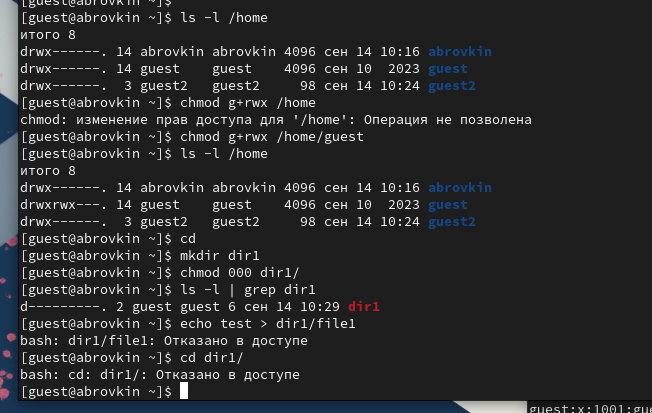 [guest@abrovkin ~]$
[guest@abrovkin ~]$ ls -l /home
итого 8
drwx------. 14 abrovkin abrovkin 4096 сен 14 10:16 abrovkin
drwx------. 14 guest    guest    4096 сен 10  2023 guest
drwx------.  3 guest2   guest2     98 сен 14 10:24 guest2
[guest@abrovkin ~]$ chmod g+rwx /home
chmod: изменение прав доступа для '/home': Операция не позволена
[guest@abrovkin ~]$ chmod g+rwx /home/guest
[guest@abrovkin ~]$ ls -l /home
итого 8
drwx------. 14 abrovkin abrovkin 4096 сен 14 10:16 abrovkin
drwxrwx---. 14 guest    guest    4096 сен 10  2023 guest
drwx------.  3 guest2   guest2     98 сен 14 10:24 guest2
[guest@abrovkin ~]$ cd
[guest@abrovkin ~]$ mkdir dir1
[guest@abrovkin ~]$ chmod 000 dir1/
[guest@abrovkin ~]$ ls -l | grep dir1
d---------. 2 guest guest 6 сен 14 10:29 dir1
[guest@abrovkin ~]$ echo test > dir1/file1
bash: dir1/file1: Отказано в доступе
[guest@abrovkin ~]$ cd dir1/
bash: cd: dir1/: Отказано в доступе
[guest@abrovkin ~]$
guest:x:1001:gue